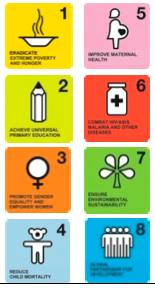 1
ERADICATE
EXTREME POVERTY
AND HUNGER
5
IMPROVE MATERNAL
HEALTH
2
ACHIEVE UNIVERSAL
PRIMARY EDUCATION
6
COMBAT HIV/AIDS
MALARIA AND OTHER
DISEASES
3
PROMOTE GENDER
EQUALITY AND
EMPOWER WOMEN
7
ENSURE
ENVIRONMENTAL
SUSTAINABILITY
4
REDUCE
CHILD MORTALITY
8
GLOBAL
PARTNERSHIP FOR
DEVELOPMENT